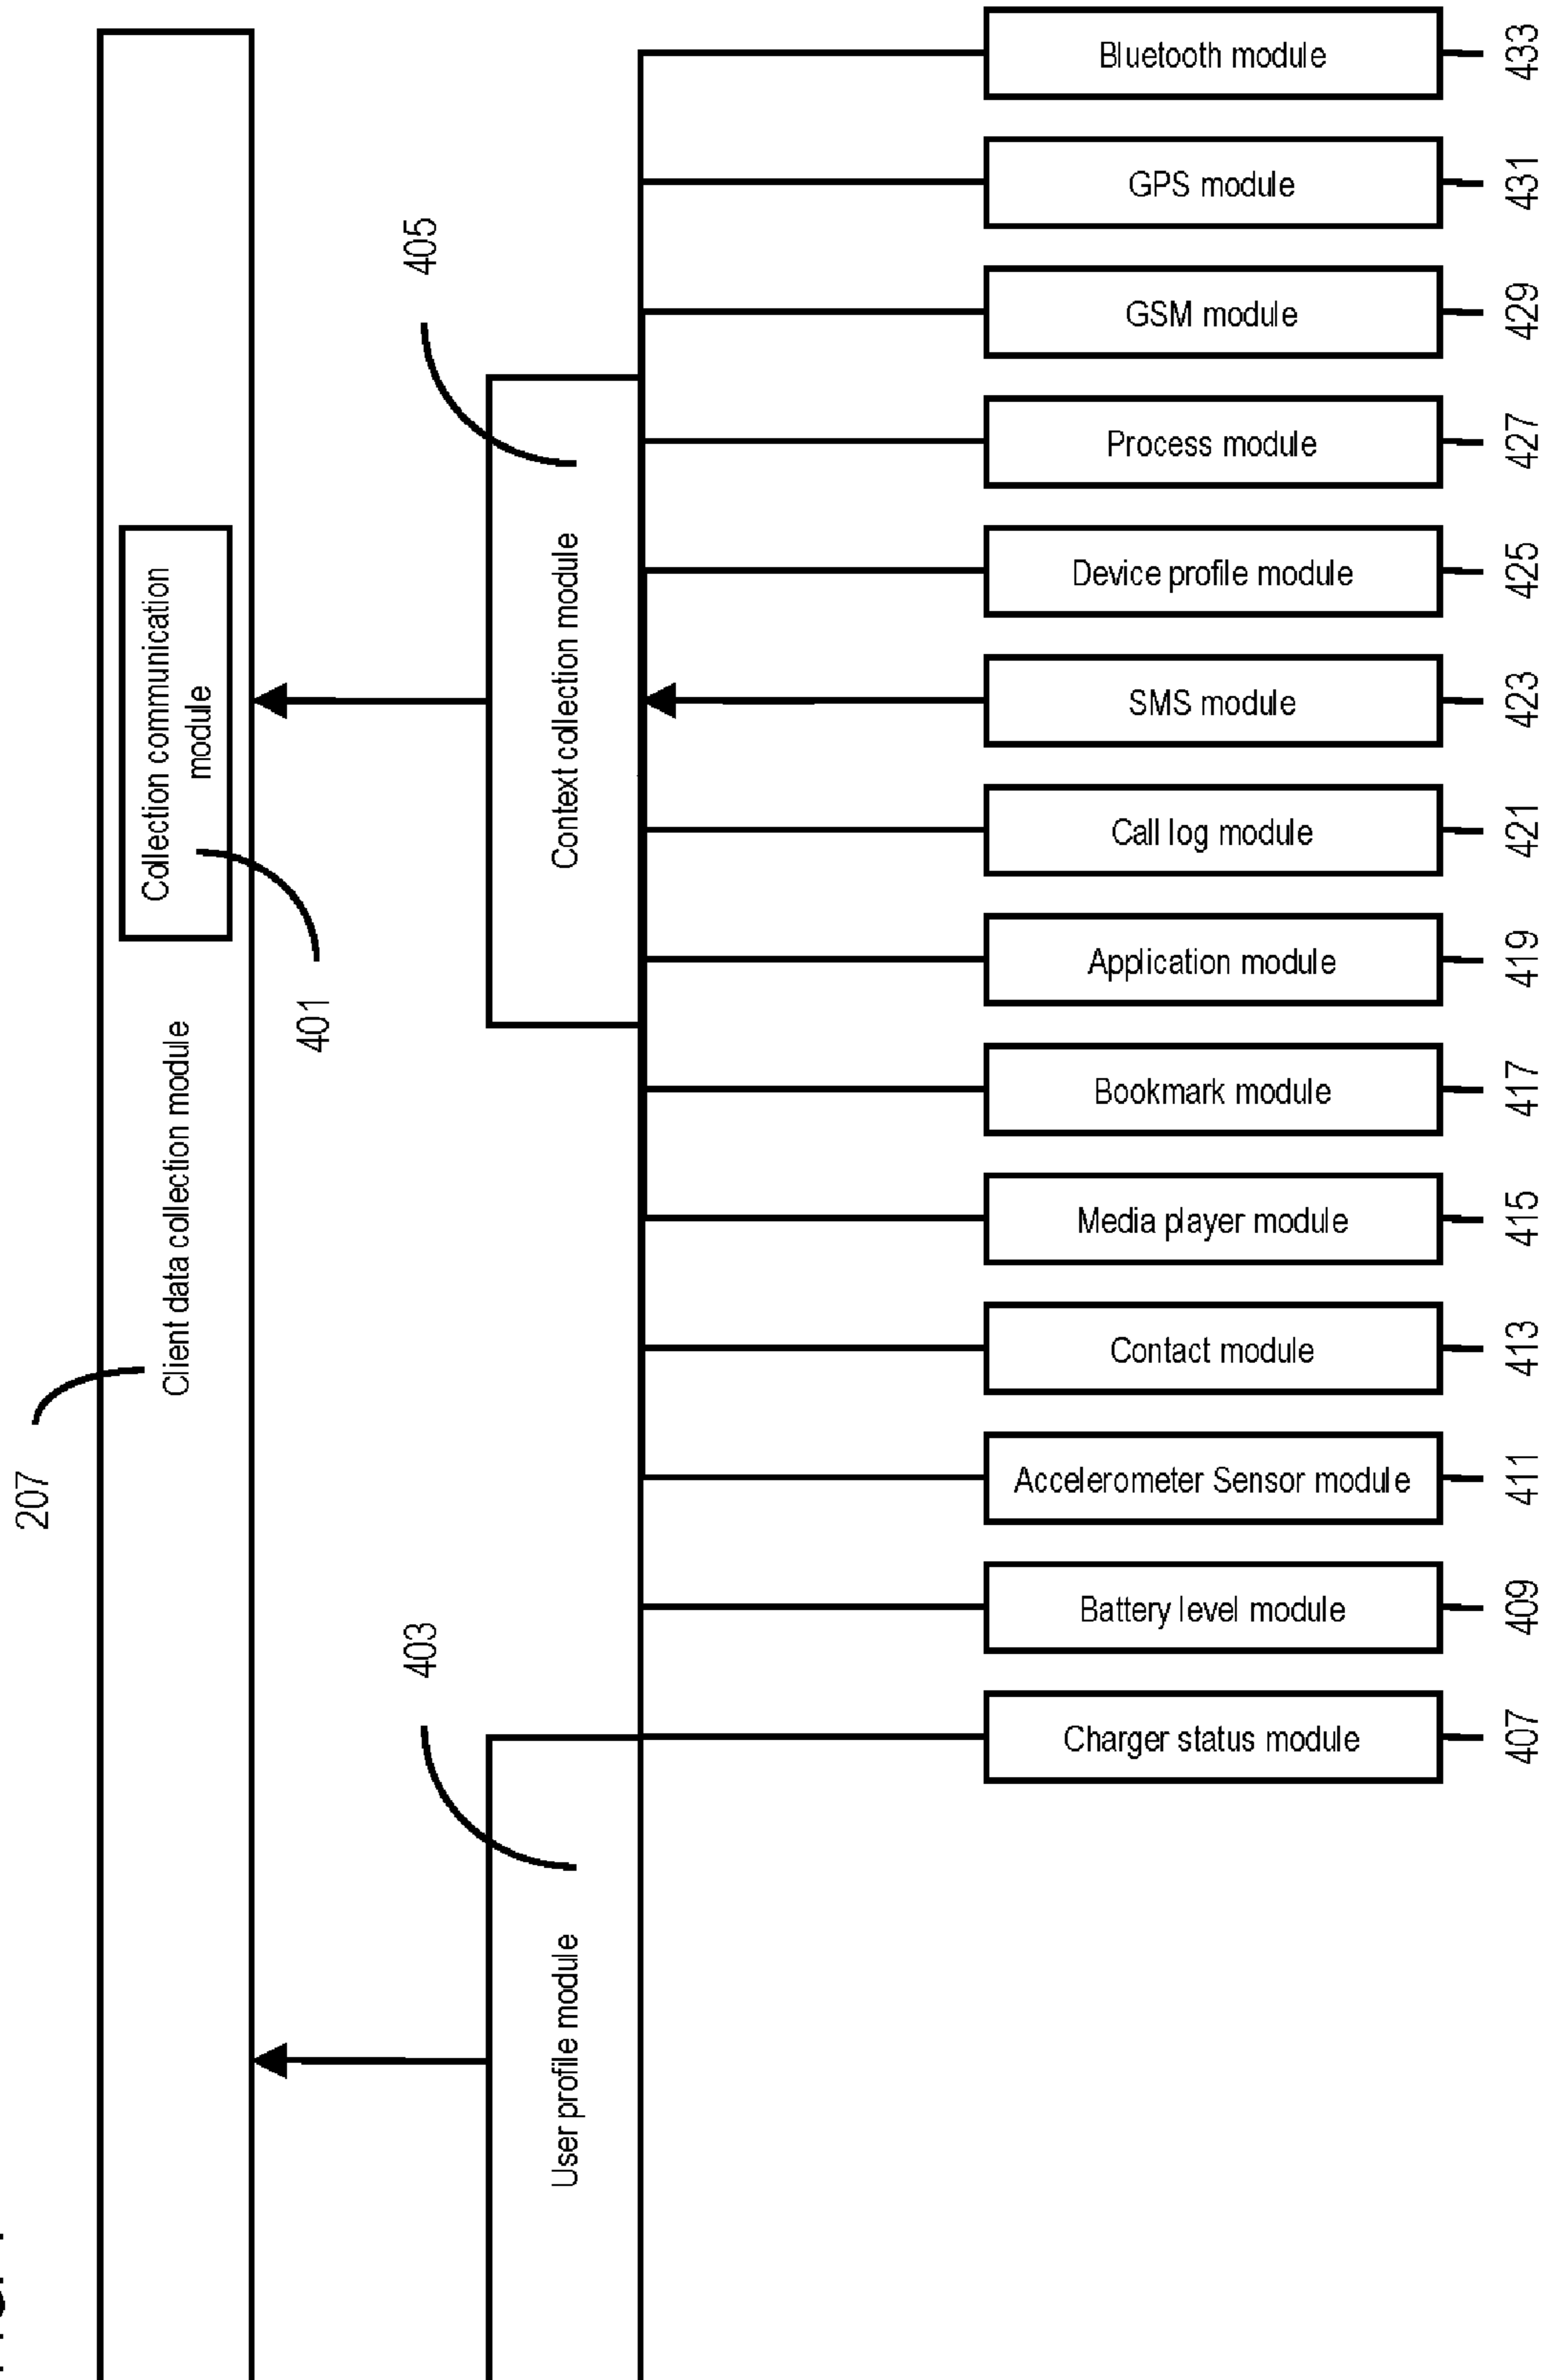 207
Client data collection module
401
Collection communication
module
403
User profile module
405
Context collection module
Charger status module
407
Battery level module
409
Accelerometer Sensor module
411
Contact module
413
Media player module
415
Bookmark module
417
Application module
419
Call log module
421
SMS module
423
Device profile module
425
Process module
427
GSM module
429
GPS module
431
Bluetooth module
433